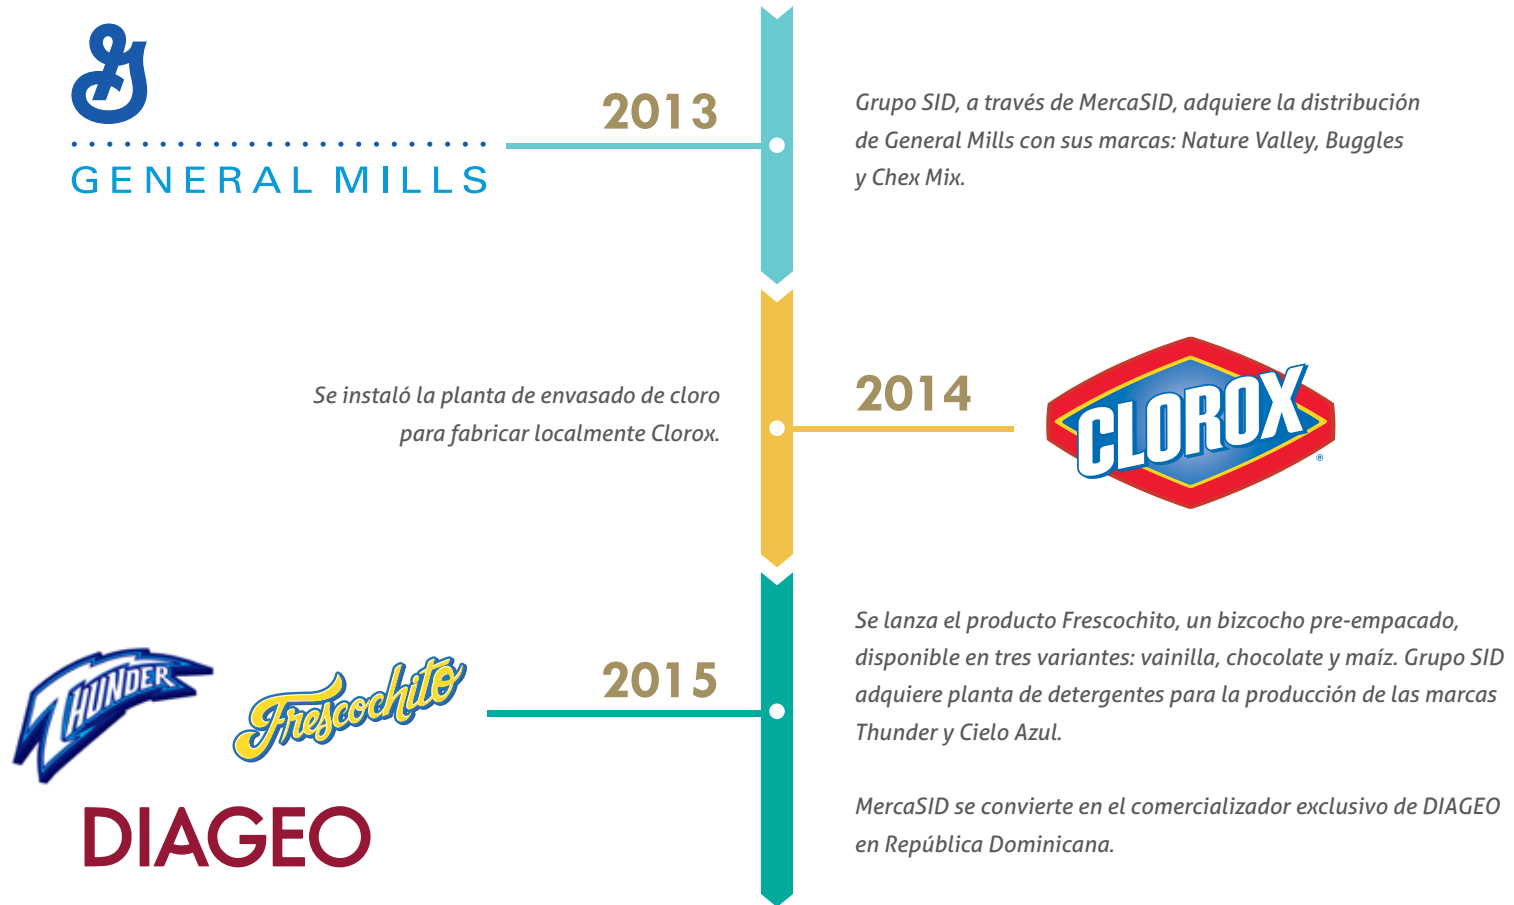 GENERAL MILLS
2013
Grupo SID, a través de MercaSID, adquiere la distribución
de General Mills con sus marcas: Nature Valley, Buggles
y Chex Mix.
Se instaló la planta de envasado de cloro
para fabricar localmente Clorox.
2014
CLOROX
®
THUNDER
Frescochito
DIAGEO
2015
Se lanza el producto Frescochito, un bizcocho pre-empacado,
disponible en tres variantes: vainilla, chocolate y maíz. Grupo SID
adquiere planta de detergentes para la producción de las marcas
Thunder y Cielo Azul.
MercaSID se convierte en el comercializador exclusivo de DIAGEO
en República Dominicana.